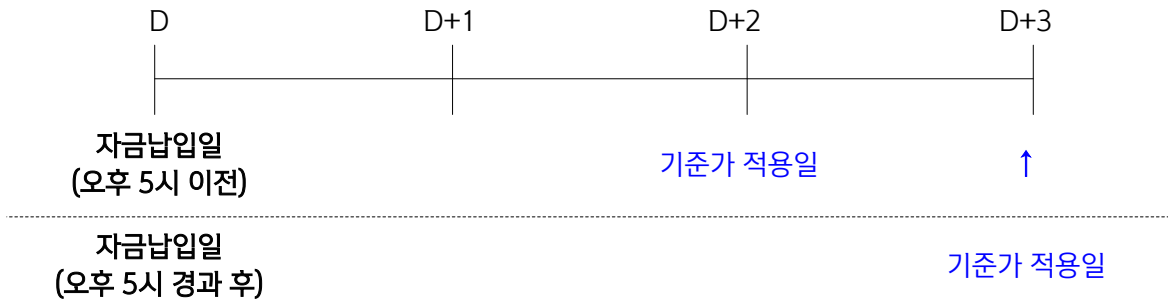 D D+1 D+2 D+3
자금납입일
(오후 5시 이전)
기준가 적용일 ↑
자금납입일
(오후 5시 경과 후)
기준가 적용일